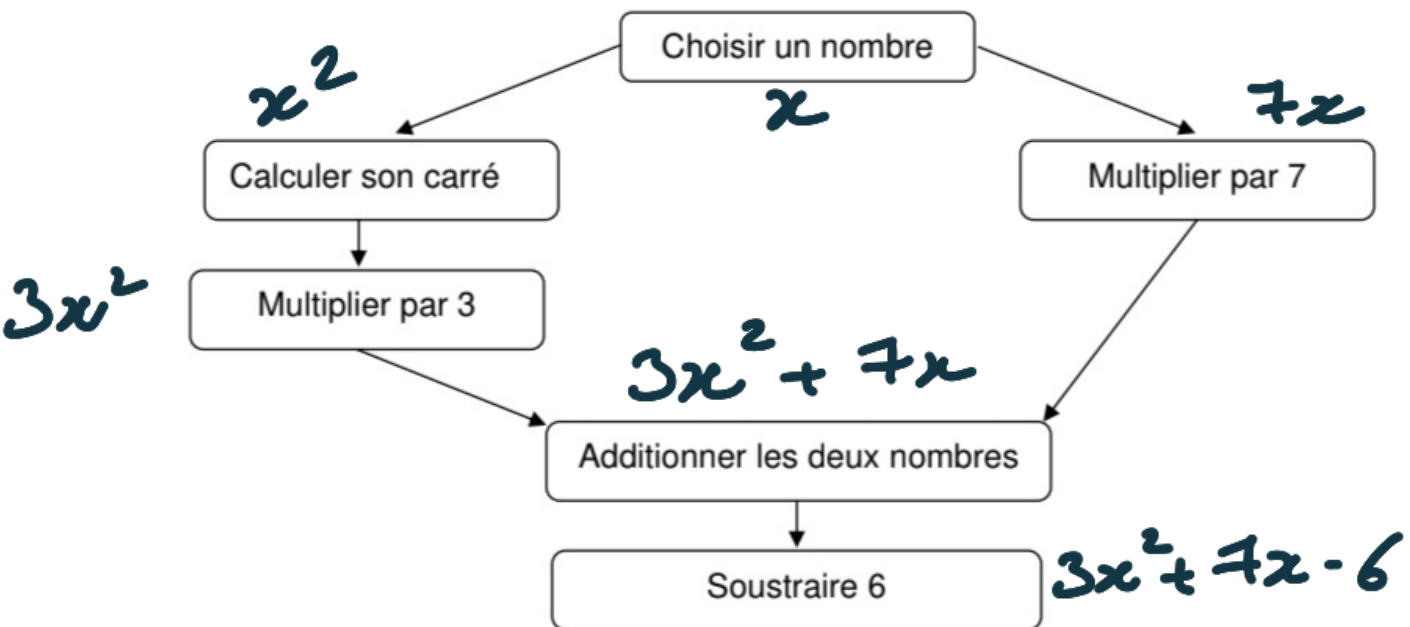 Choisir un nombre
x² x 7x
Calculer son carré Multiplier par 7
3x² Multiplier par 3
3x² + 7x
Additionner les deux nombres
Soustraire 6 3x² + 7x - 6